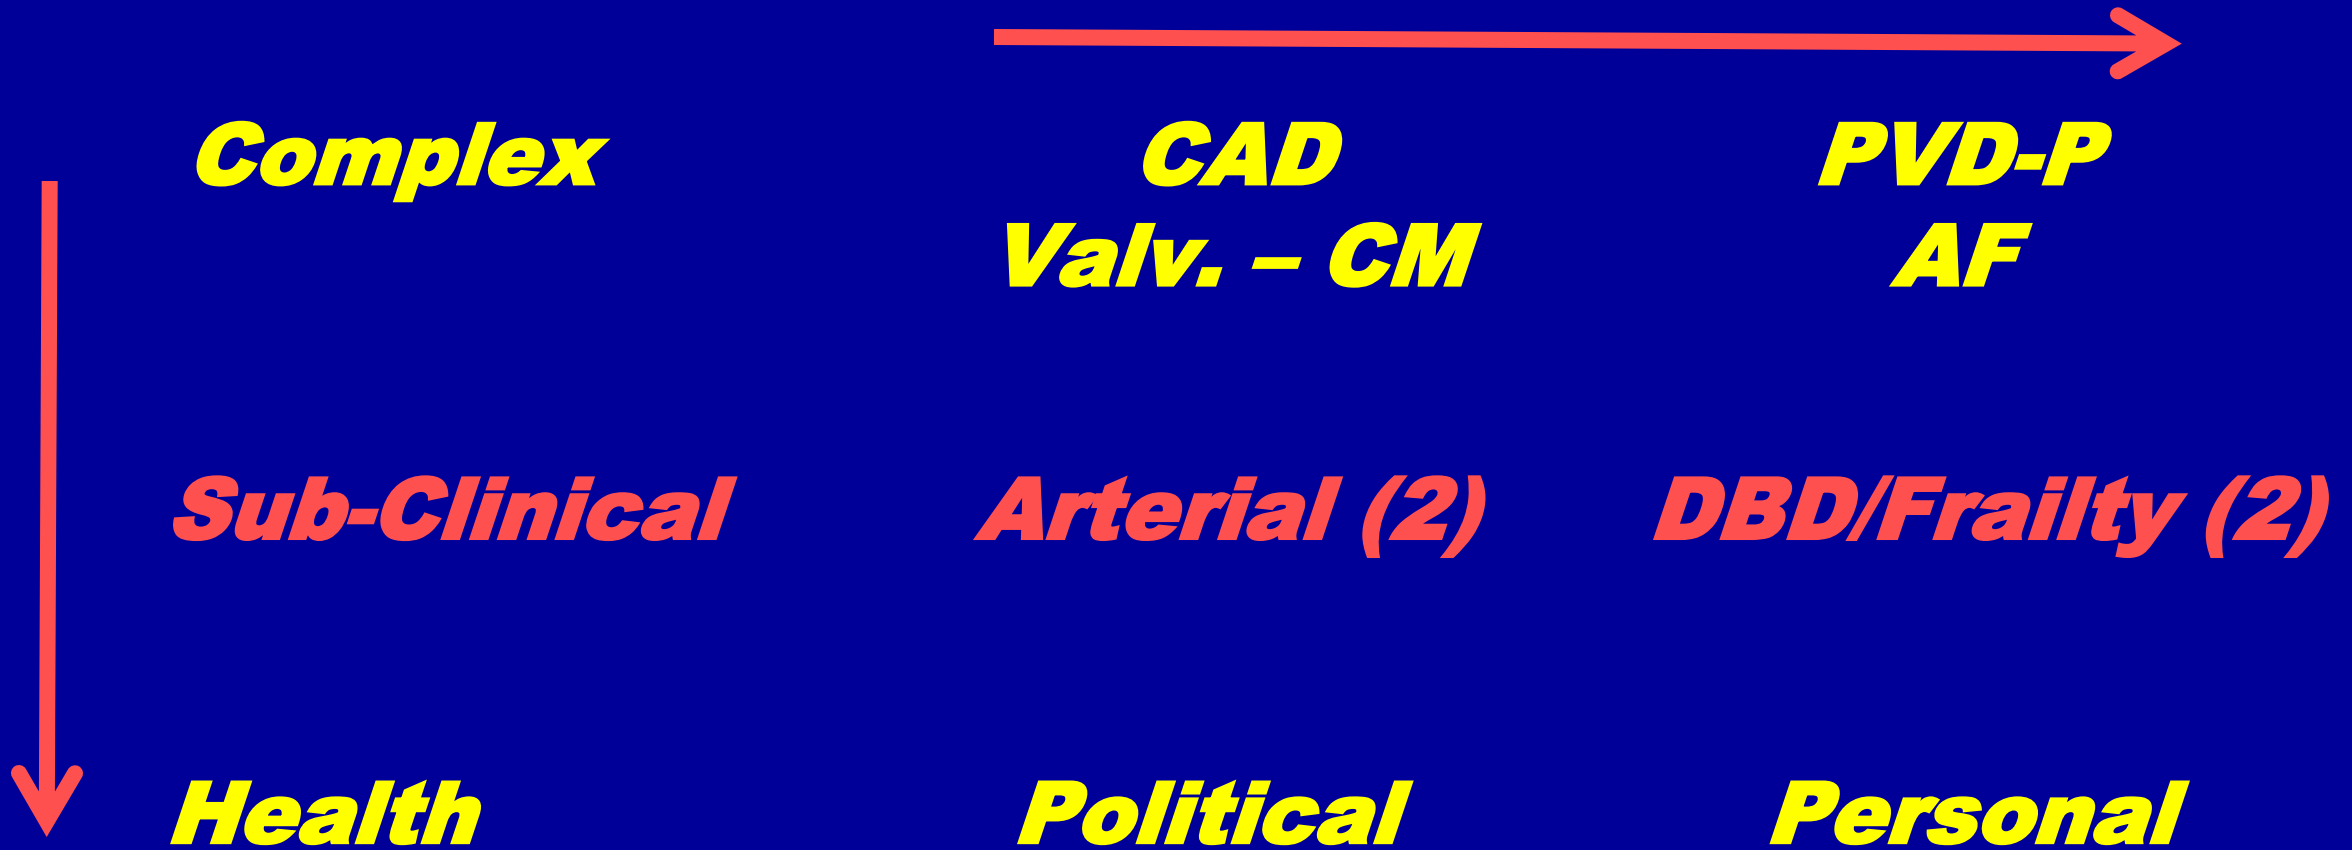 Complex CAD PVD-P
Valv. – CM AF
Sub-Clinical Arterial (2) DBD/Frailty (2)
Health Political Personal